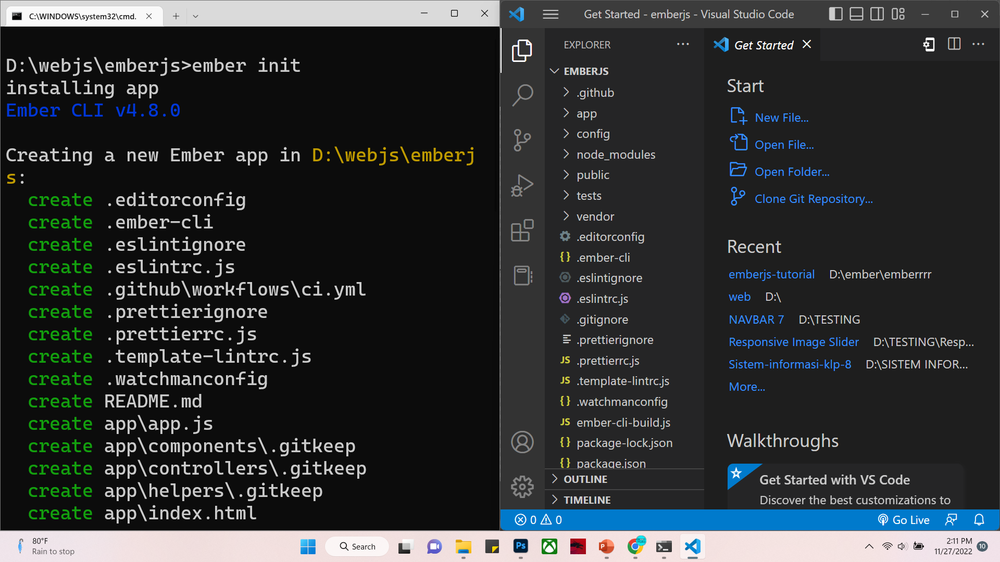 C:\WINDOWS\system32\cmd.
D:\webjs\emberjs>ember init
installing app
Ember CLI v4.8.0
Creating a new Ember app in D:\webjs\emberj
s:
create .editorconfig
create .ember-cli
create .eslintignore
create .eslintrc.js
create .github\workflows\ci.yml
create .prettierignore
create .prettierrc.js
create .template-lintrc.js
create .watchmanconfig
create README.md
create app\app.js
create app\components\.gitkeep
create app\controllers\.gitkeep
create app\helpers\.gitkeep
create app\index.html
Get Started - emberjs - Visual Studio Code
EXPLORER
EMBERJS
.github
app
config
node_modules
public
tests
vendor
.editorconfig
{} .ember-cli
.eslintignore
.eslintrc.js
.gitignore
.prettierignore
JS .prettierrc.js
JS .template-lintrc.js
{} .watchmanconfig
JS ember-cli-build.js
{} package-lock.json
{} package.json
OUTLINE
TIMELINE
Get Started
Start
New File...
Open File...
Open Folder...
Clone Git Repository...
Recent
emberjs-tutorial D:\ember\emberrrr
web D:\
NAVBAR 7 D:\TESTING
Responsive Image Slider D:\TESTING\Resp...
Sistem-informasi-klp-8 D:\SISTEM INFOR...
More...
Walkthroughs
Get Started with VS Code
Discover the best customizations to
0 0
Go Live
80°F
Rain to stop
Search
Ps
P
2:11 PM
11/27/2022
10